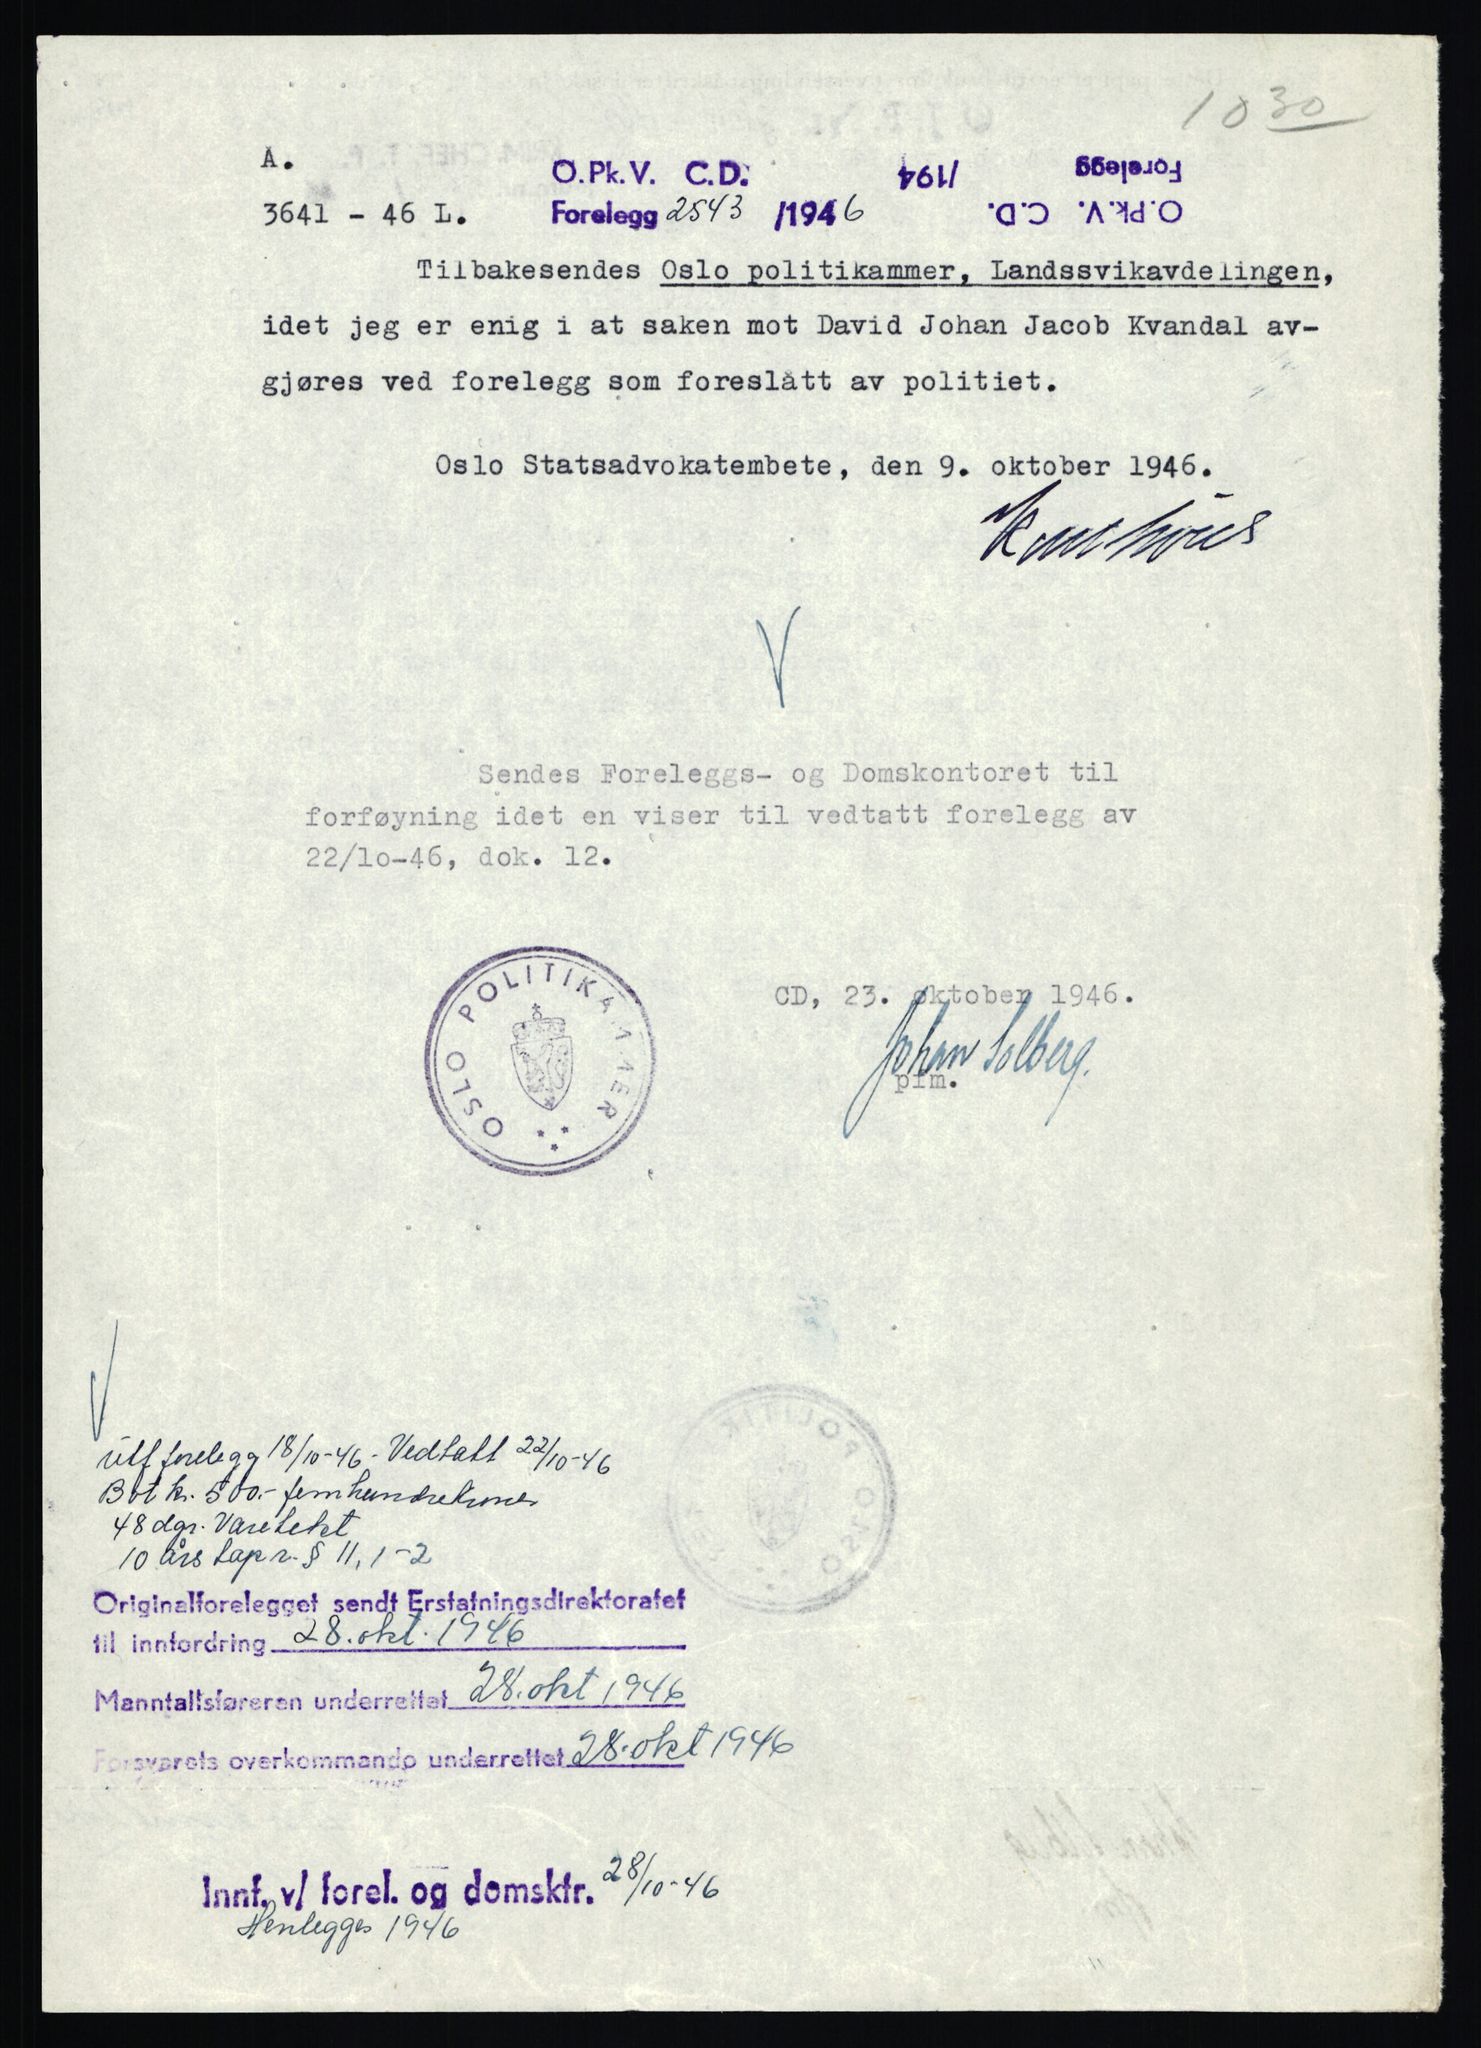 1030
A.
O.Pk.V. C.D.
Forelegg 2543 /1946
O.Pk.V. C.D.
Forelegg /194
3641 - 46 L.
Tilbakesendes Oslo politikammer, Landssvikavdelingen,
idet jeg er enig i at saken mot David Johan Jacob Kvandal av-
gjøres ved forelegg som foreslått av politiet.
Oslo Statsadvokatembete, den 9. oktober 1946.
Sendes Foreleggs- og Domskontoret til
forføyning idet en viser til vedtatt forelegg av
22/10-46, dok. 12.
OSLO POLITIKAMMER
CD, 23. oktober 1946.
Johan Solberg.
pfm.
Utf forelegg 18/10-46 - Vedtatt 22/10-46
Bot kr. 500.- femhundrekroner
48 dgr. Varetekt
10 års tap r. § 11, 1-2
Originalforelegget sendt Erstatningsdirektoratet
til innfordring 28. okt. 1946
Manntallsføreren underrettet 28. okt 1946
Forsvarets overkommando underrettet 28. okt 1946
Innf. v/ forel. og domsktr. 28/10-46
Henlegges 1946